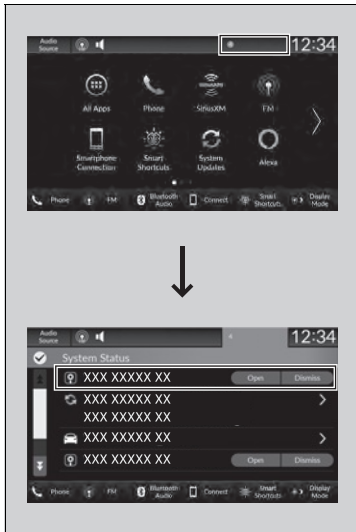 Audio Source
12:34
All Apps
Phone
SiriusXM
FM
Smartphone Connection
Smart Shortcuts
System Updates
Alexa
Phone
FM
Bluetooth Audio
Connect
Smart Shortcuts
Display Mode
Audio Source
12:34
System Status
XXX XXXXX XX
Open
Dismiss
XXX XXXXX XX
XXX XXXXX XX
XXX XXXXX XX
XXX XXXXX XX
Open
Dismiss
Phone
FM
Bluetooth Audio
Connect
Smart Shortcuts
Display Mode